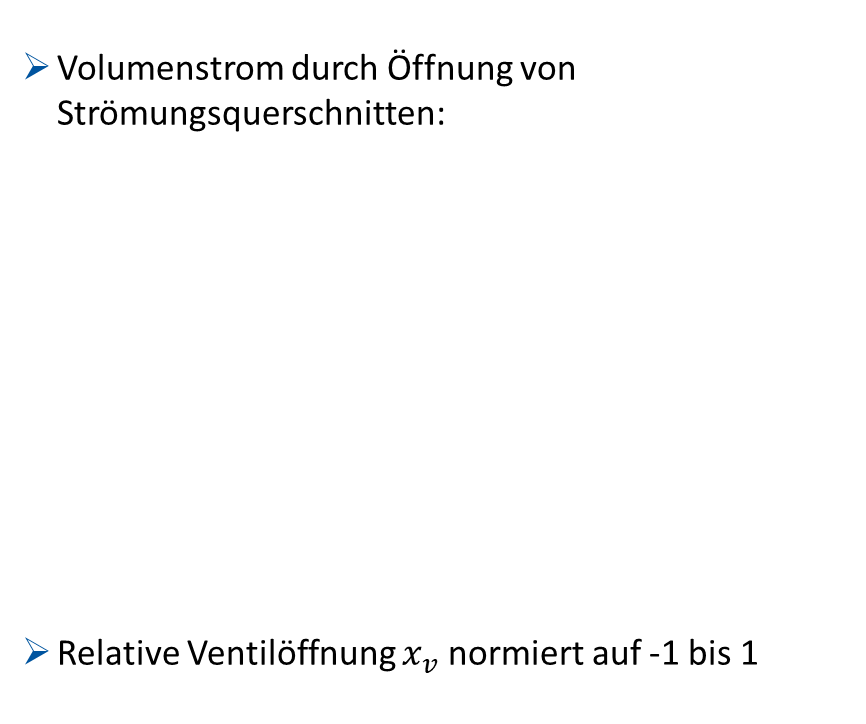 ➢ Volumenstrom durch Öffnung von
Strömungsquerschnitten:
➢ Relative Ventilöffnung 𝑥ᵥ normiert auf -1 bis 1